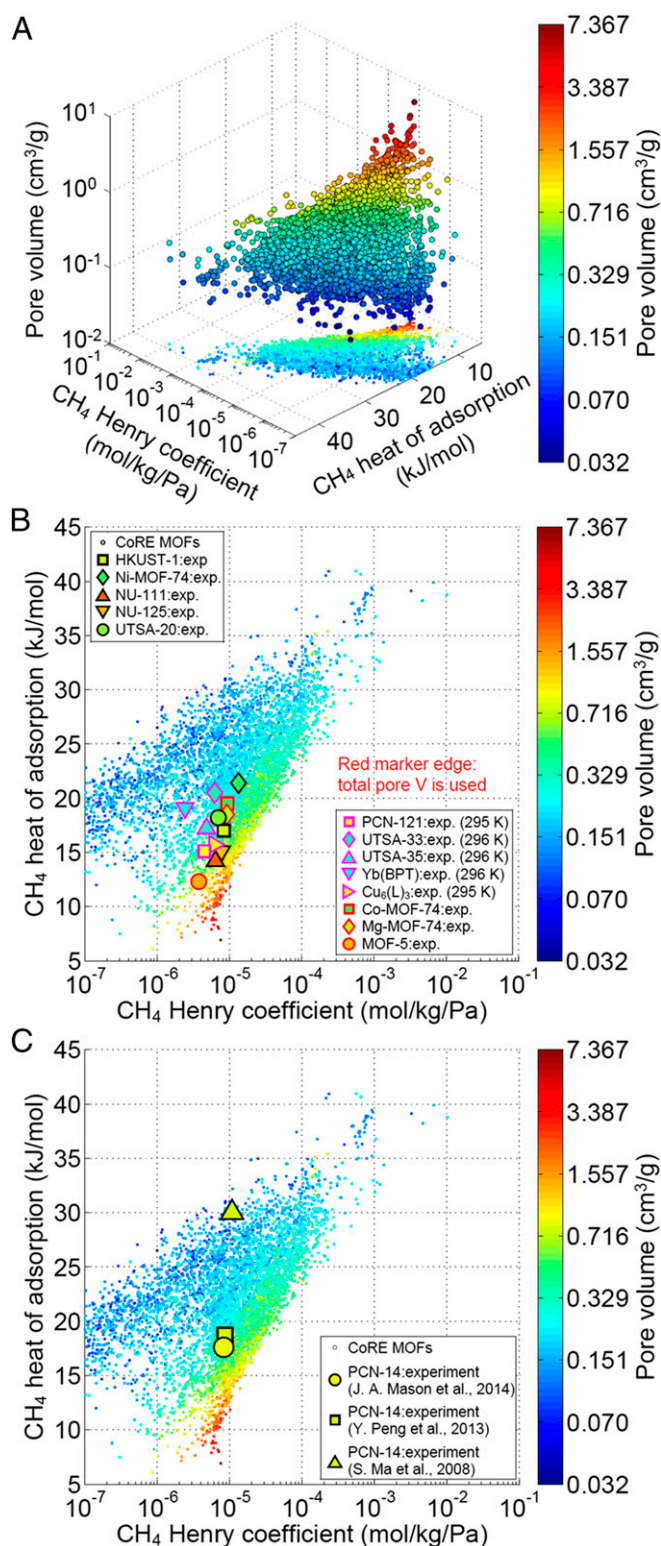 A
Pore volume (cm³/g)
10¹
10⁰
10⁻¹
10⁻²
10⁻¹
10⁻²
10⁻³
10⁻⁴
10⁻⁵
10⁻⁶
10⁻⁷
CH₄ Henry coefficient
(mol/kg/Pa)
40
30
20
10
CH₄ heat of adsorption
(kJ/mol)
7.367
3.387
1.557
0.716
0.329
0.151
0.070
0.032
Pore volume (cm³/g)
B
CH₄ heat of adsorption (kJ/mol)
45
40
35
30
25
20
15
10
5
CoRE MOFs
HKUST-1:exp
Ni-MOF-74:exp.
NU-111:exp.
NU-125:exp.
UTSA-20:exp.
Red marker edge:
total pore V is used
PCN-121:exp. (295 K)
UTSA-33:exp. (296 K)
UTSA-35:exp. (296 K)
Yb(BPT):exp. (296 K)
Cu₆(L)₃:exp. (295 K)
Co-MOF-74:exp.
Mg-MOF-74:exp.
MOF-5:exp.
10⁻⁷ 10⁻⁶ 10⁻⁵ 10⁻⁴ 10⁻³ 10⁻² 10⁻¹
CH₄ Henry coefficient (mol/kg/Pa)
7.367
3.387
1.557
0.716
0.329
0.151
0.070
0.032
Pore volume (cm³/g)
C
CH₄ heat of adsorption (kJ/mol)
45
40
35
30
25
20
15
10
5
CoRE MOFs
PCN-14:experiment
(J. A. Mason et al., 2014)
PCN-14:experiment
(Y. Peng et al., 2013)
PCN-14:experiment
(S. Ma et al., 2008)
10⁻⁷ 10⁻⁶ 10⁻⁵ 10⁻⁴ 10⁻³ 10⁻² 10⁻¹
CH₄ Henry coefficient (mol/kg/Pa)
7.367
3.387
1.557
0.716
0.329
0.151
0.070
0.032
Pore volume (cm³/g)